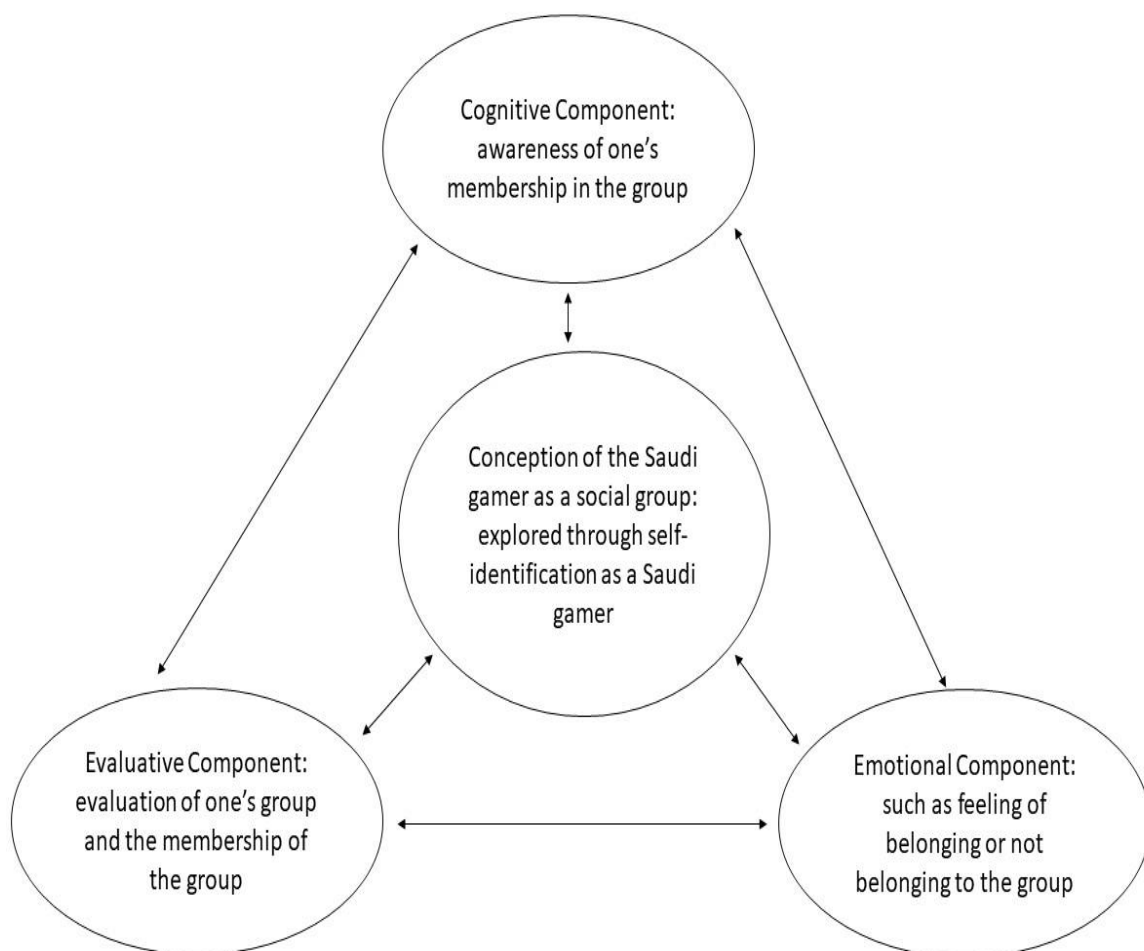 Cognitive Component:
awareness of one’s
membership in the group
Conception of the Saudi
gamer as a social group:
explored through self-
identification as a Saudi
gamer
Evaluative Component:
evaluation of one’s group
and the membership of
the group
Emotional Component:
such as feeling of
belonging or not
belonging to the group